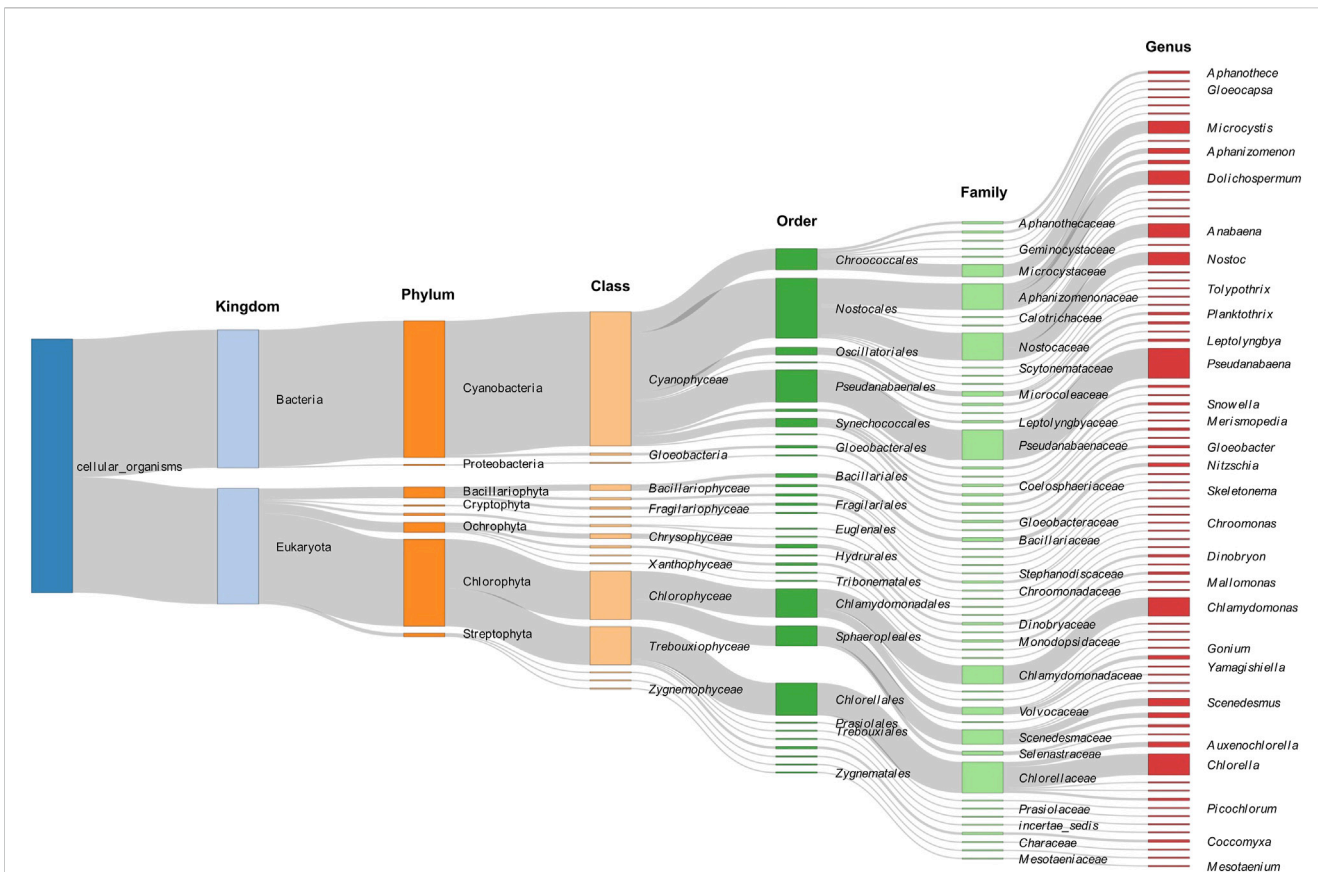 Kingdom
Phylum
Class
Order
Family
Genus
cellular_organisms
Bacteria
Eukaryota
Cyanobacteria
Proteobacteria
Bacillariophyta
Cryptophyta
Ochrophyta
Chlorophyta
Streptophyta
Cyanophyceae
Gloeobacteria
Bacillariophyceae
Fragilariophyceae
Chrysophyceae
Xanthophyceae
Chlorophyceae
Trebouxiophyceae
Zygnemophyceae
Chroococcales
Nostocales
Oscillatoriales
Pseudanabaenales
Synechococcales
Gloeobacterales
Bacillariales
Fragilariales
Euglenales
Hydrurales
Tribonematales
Chlamydomonadales
Sphaeropleales
Chlorellales
Prasiolales
Trebouxiales
Zygnematales
Aphanothecaceae
Geminocystaceae
Microcystaceae
Aphanizomenonaceae
Calotrichaceae
Nostocaceae
Scytonemataceae
Microcoleaceae
Leptolyngbyaceae
Pseudanabaenaceae
Coelosphaeriaceae
Gloeobacteraceae
Bacillariaceae
Stephanodiscaceae
Chroomonadaceae
Dinobryaceae
Monodopsidaceae
Chlamydomonadaceae
Volvocaceae
Scenedesmaceae
Selenastraceae
Chlorellaceae
Prasiolaceae
incertae_sedis
Characeae
Mesotaeniaceae
Aphanothece
Gloeocapsa
Microcystis
Aphanizomenon
Dolichospermum
Anabaena
Nostoc
Tolypothrix
Planktothrix
Leptolyngbya
Pseudanabaena
Snowella
Merismopedia
Gloeobacter
Nitzschia
Skeletonema
Chroomonas
Dinobryon
Mallomonas
Chlamydomonas
Gonium
Yamagishiella
Scenedesmus
Auxenochlorella
Chlorella
Picochlorum
Coccomyxa
Mesotaenium